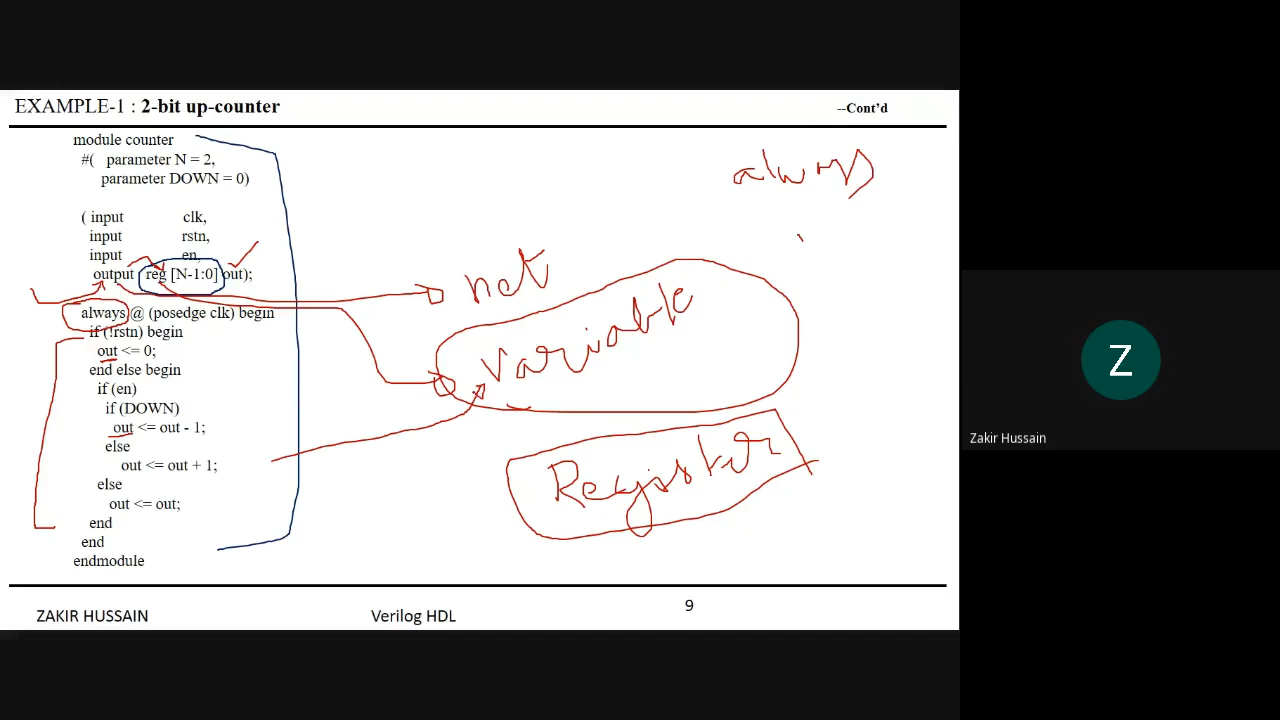 EXAMPLE-1 : 2-bit up-counter
--Cont'd
module counter
#( parameter N = 2,
parameter DOWN = 0)
( input clk,
input rstn,
input en,
output reg [N-1:0] out);
always @ (posedge clk) begin
if (!rstn) begin
out <= 0;
end else begin
if (en)
if (DOWN)
out <= out - 1;
else
out <= out + 1;
else
out <= out;
end
end
endmodule
always
net
variable
Register
ZAKIR HUSSAIN
Verilog HDL
9
Z
Zakir Hussain